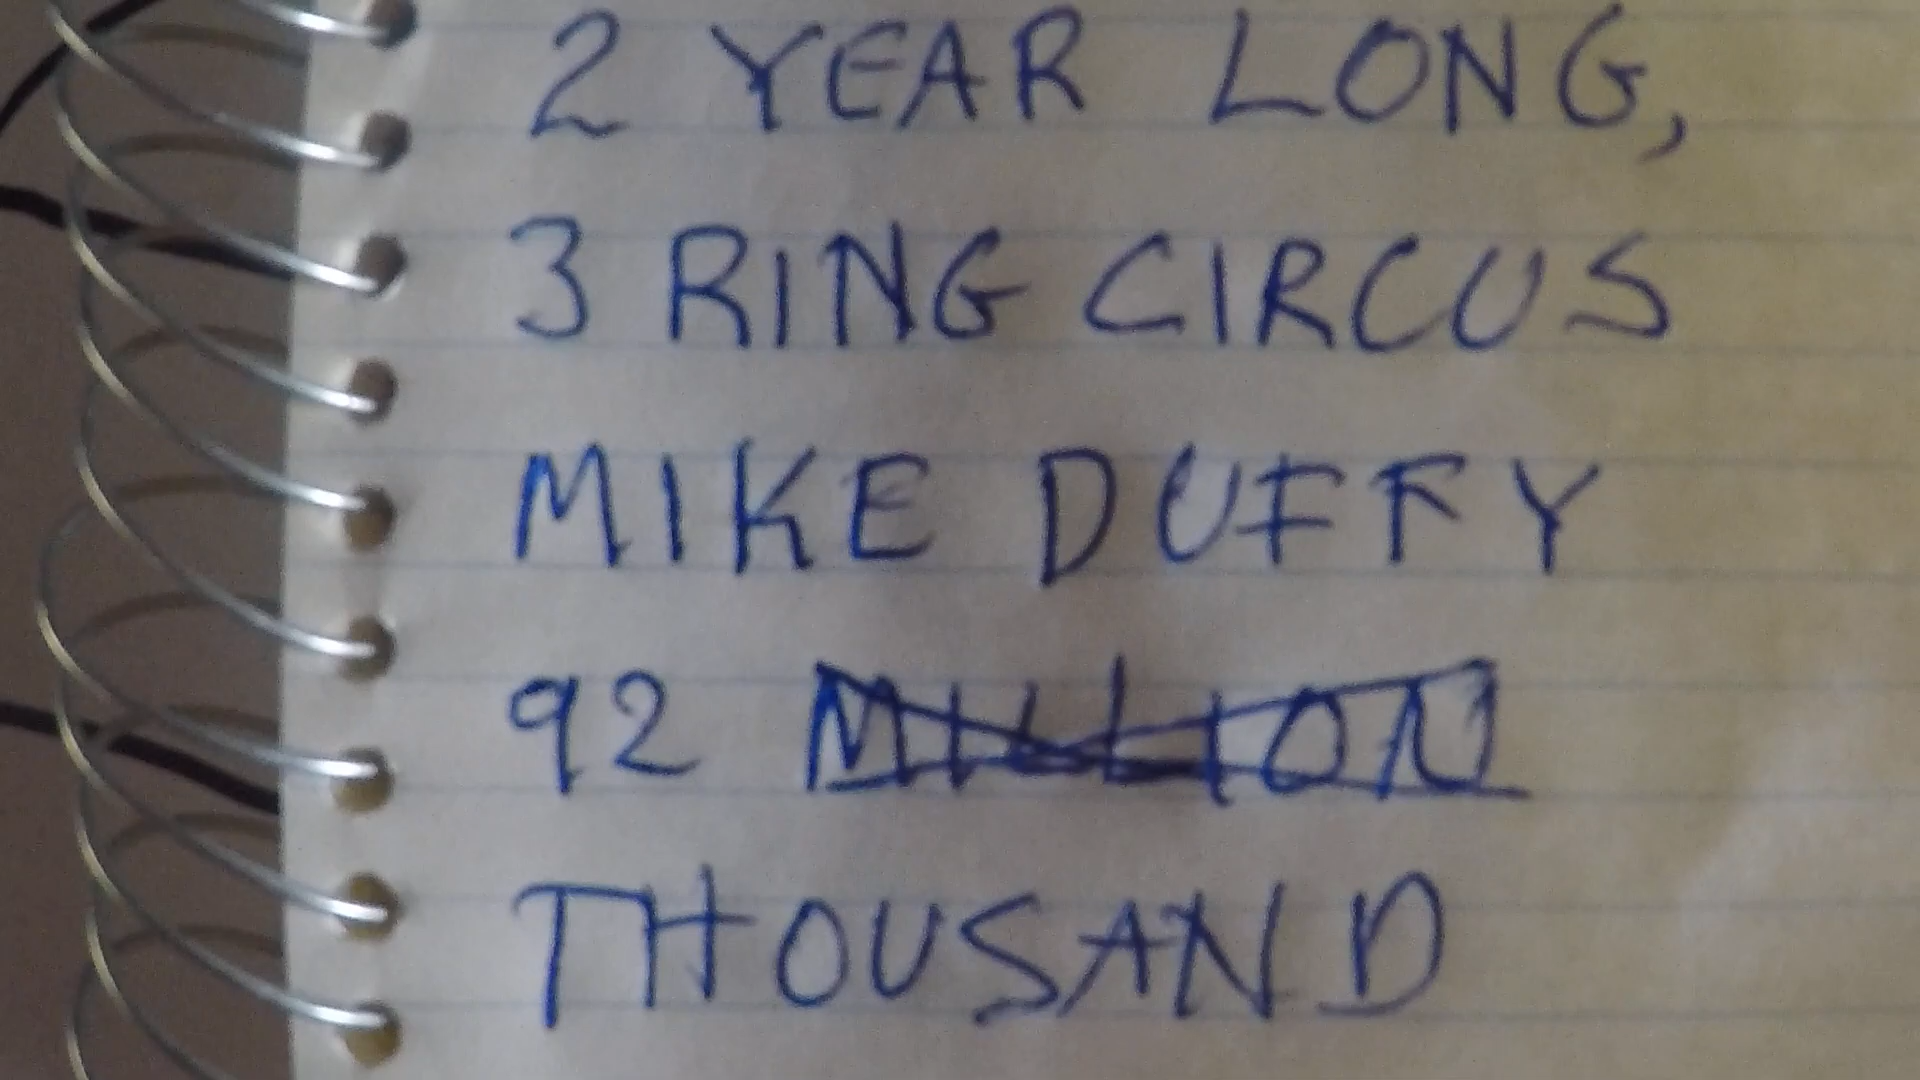 2 YEAR LONG,
3 RING CIRCUS
MIKE DUFFY
92 MILLION
THOUSAND